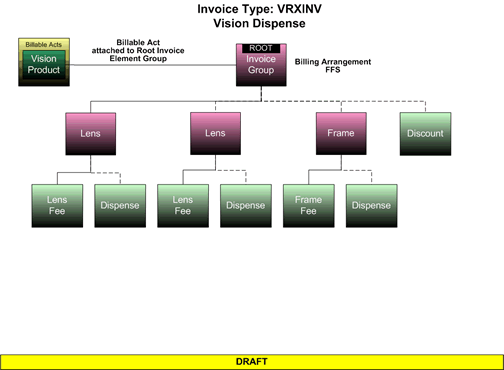 Invoice Type: VRXINV
Vision Dispense
Billable Acts
Vision
Product
Billable Act
attached to Root Invoice
Element Group
ROOT
Invoice
Group
Billing Arrangement
FFS
Lens
Lens
Frame
Discount
Lens
Fee
Dispense
Lens
Fee
Dispense
Frame
Fee
Dispense
DRAFT